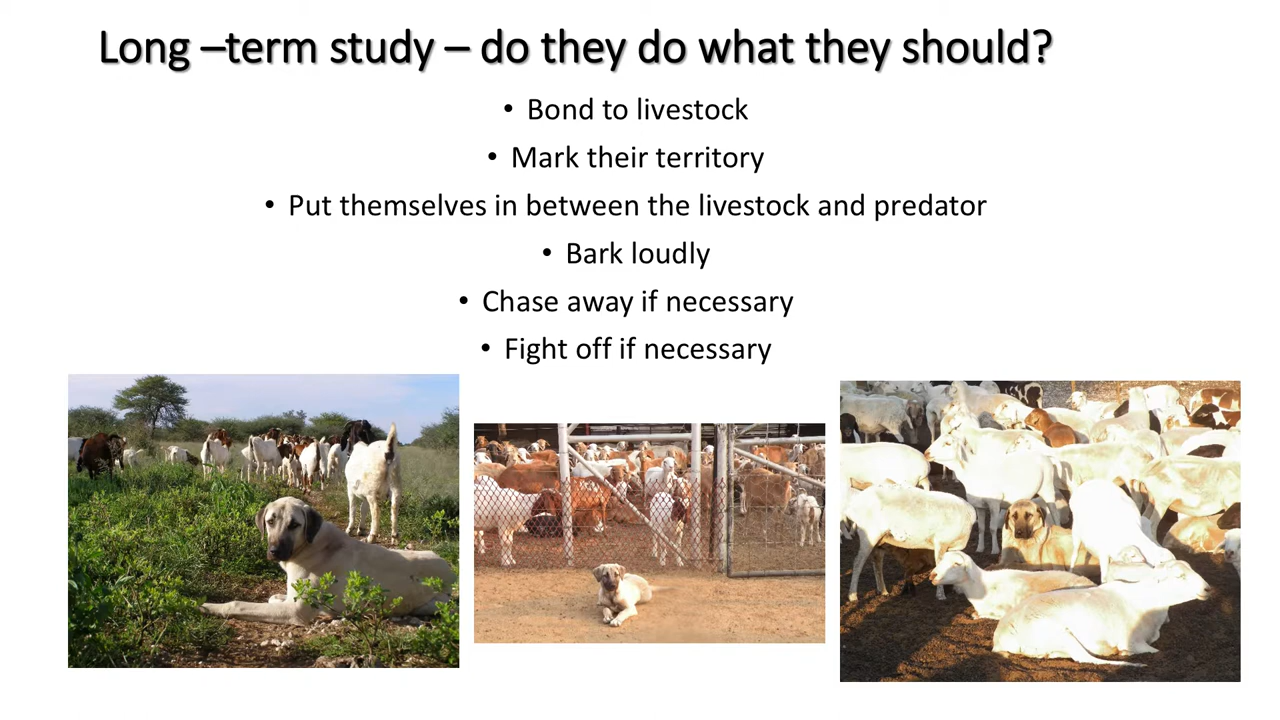 Long –term study – do they do what they should?
• Bond to livestock
• Mark their territory
• Put themselves in between the livestock and predator
• Bark loudly
• Chase away if necessary
• Fight off if necessary